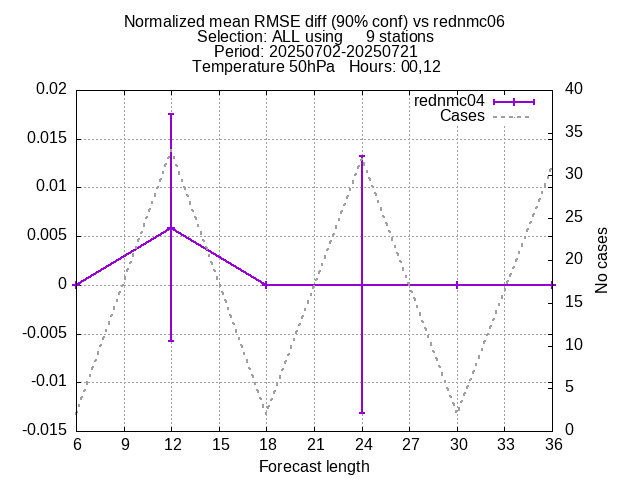 Normalized mean RMSE diff (90% conf) vs rednmc06
Selection: ALL using     9 stations
Period: 20250702-20250721
Temperature 50hPa   Hours: 00,12
rednmc04
Cases
0.02
0.015
0.01
0.005
0
-0.005
-0.01
-0.015
40
35
30
25
20
15
10
5
0
No cases
6 9 12 15 18 21 24 27 30 33 36
Forecast length